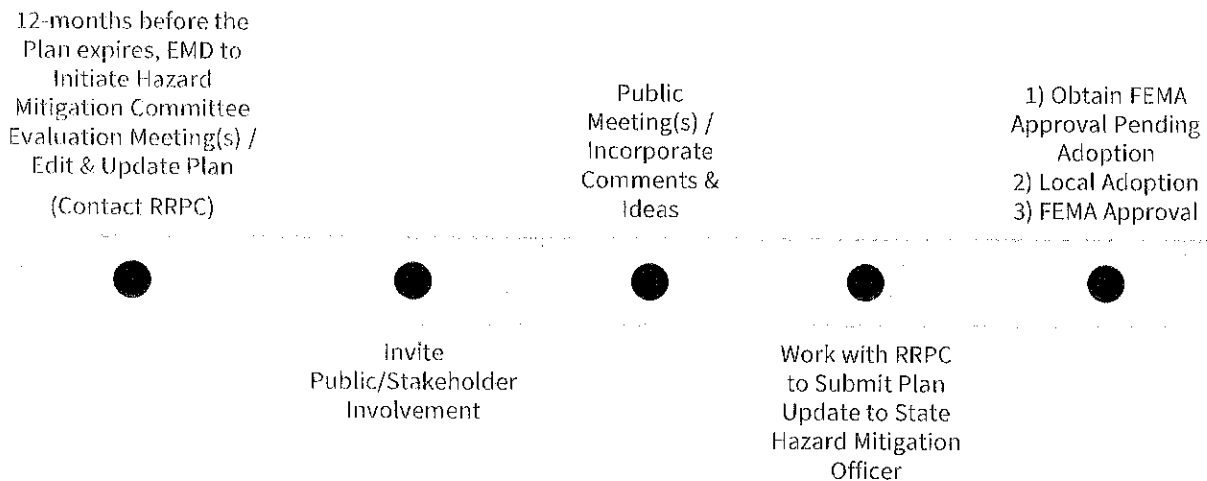 12-months before the
Plan expires, EMD to
Initiate Hazard
Mitigation Committee
Evaluation Meeting(s) /
Edit & Update Plan
(Contact RRPC)
Invite
Public/Stakeholder
Involvement
Public
Meeting(s) /
Incorporate
Comments &
Ideas
Work with RRPC
to Submit Plan
Update to State
Hazard Mitigation
Officer
1) Obtain FEMA
Approval Pending
Adoption
2) Local Adoption
3) FEMA Approval